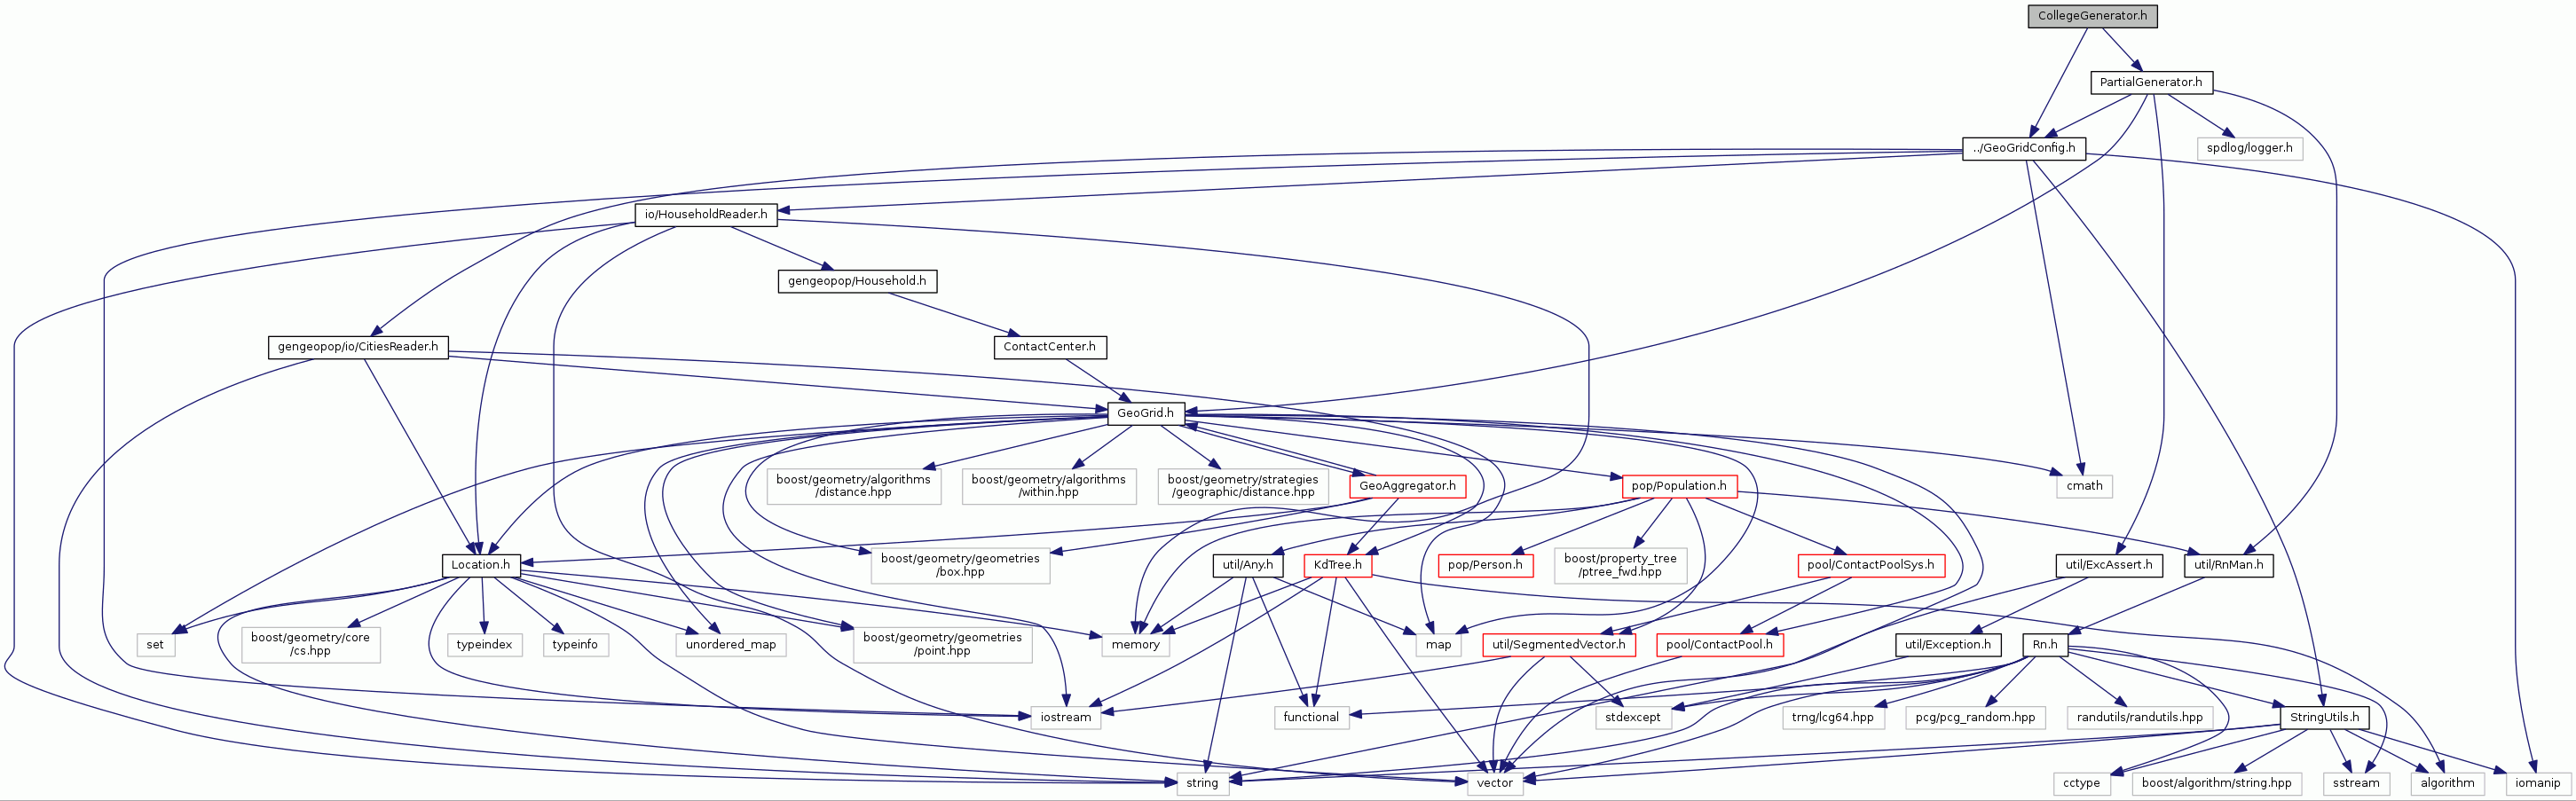 CollegeGenerator.h
PartialGenerator.h
../GeoGridConfig.h
spdlog/logger.h
io/HouseholdReader.h
gengeopop/Household.h
gengeopop/io/CitiesReader.h
ContactCenter.h
GeoGrid.h
boost/geometry/algorithms
/distance.hpp
boost/geometry/algorithms
/within.hpp
boost/geometry/strategies
/geographic/distance.hpp
GeoAggregator.h
pop/Population.h
cmath
Location.h
boost/geometry/geometries
/box.hpp
util/Any.h
KdTree.h
pop/Person.h
boost/property_tree
/ptree_fwd.hpp
pool/ContactPoolSys.h
util/ExcAssert.h
util/RnMan.h
set
boost/geometry/core
/cs.hpp
typeindex
typeinfo
unordered_map
boost/geometry/geometries
/point.hpp
memory
map
util/SegmentedVector.h
pool/ContactPool.h
util/Exception.h
Rn.h
iostream
functional
stdexcept
trng/lcg64.hpp
pcg/pcg_random.hpp
randutils/randutils.hpp
StringUtils.h
string
vector
cctype
boost/algorithm/string.hpp
sstream
algorithm
iomanip